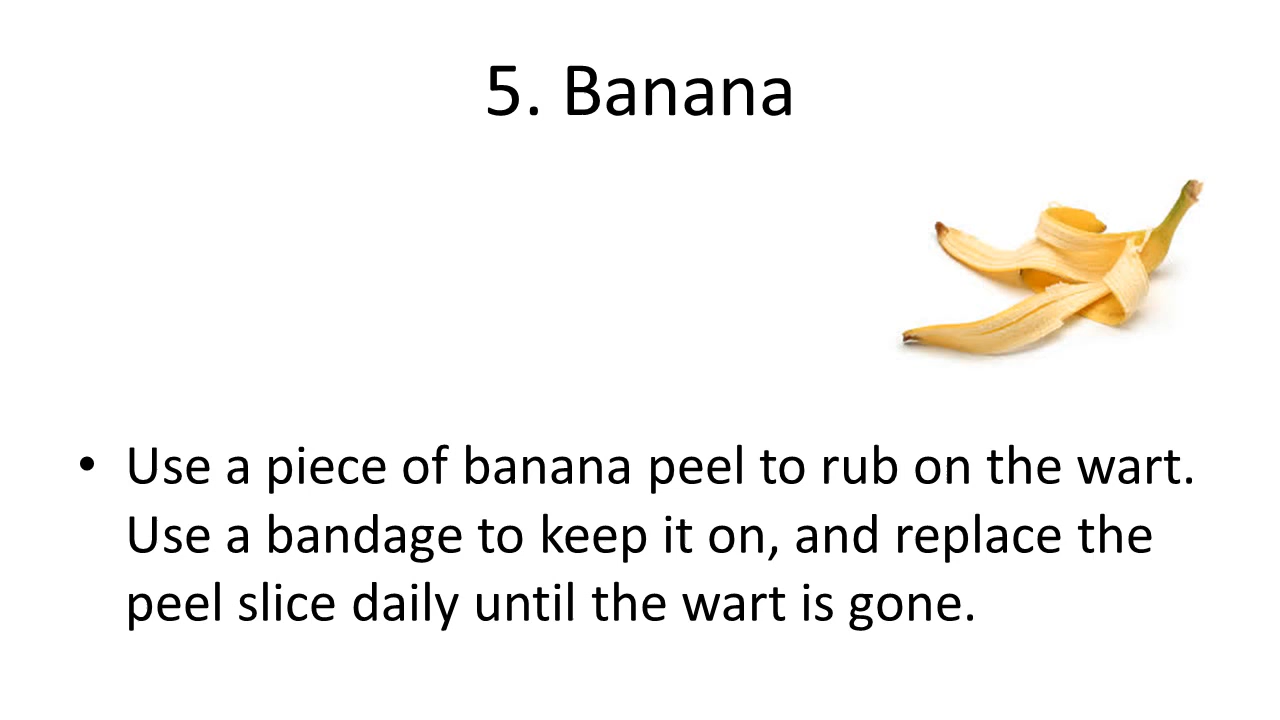 5. Banana
• Use a piece of banana peel to rub on the wart.
Use a bandage to keep it on, and replace the
peel slice daily until the wart is gone.